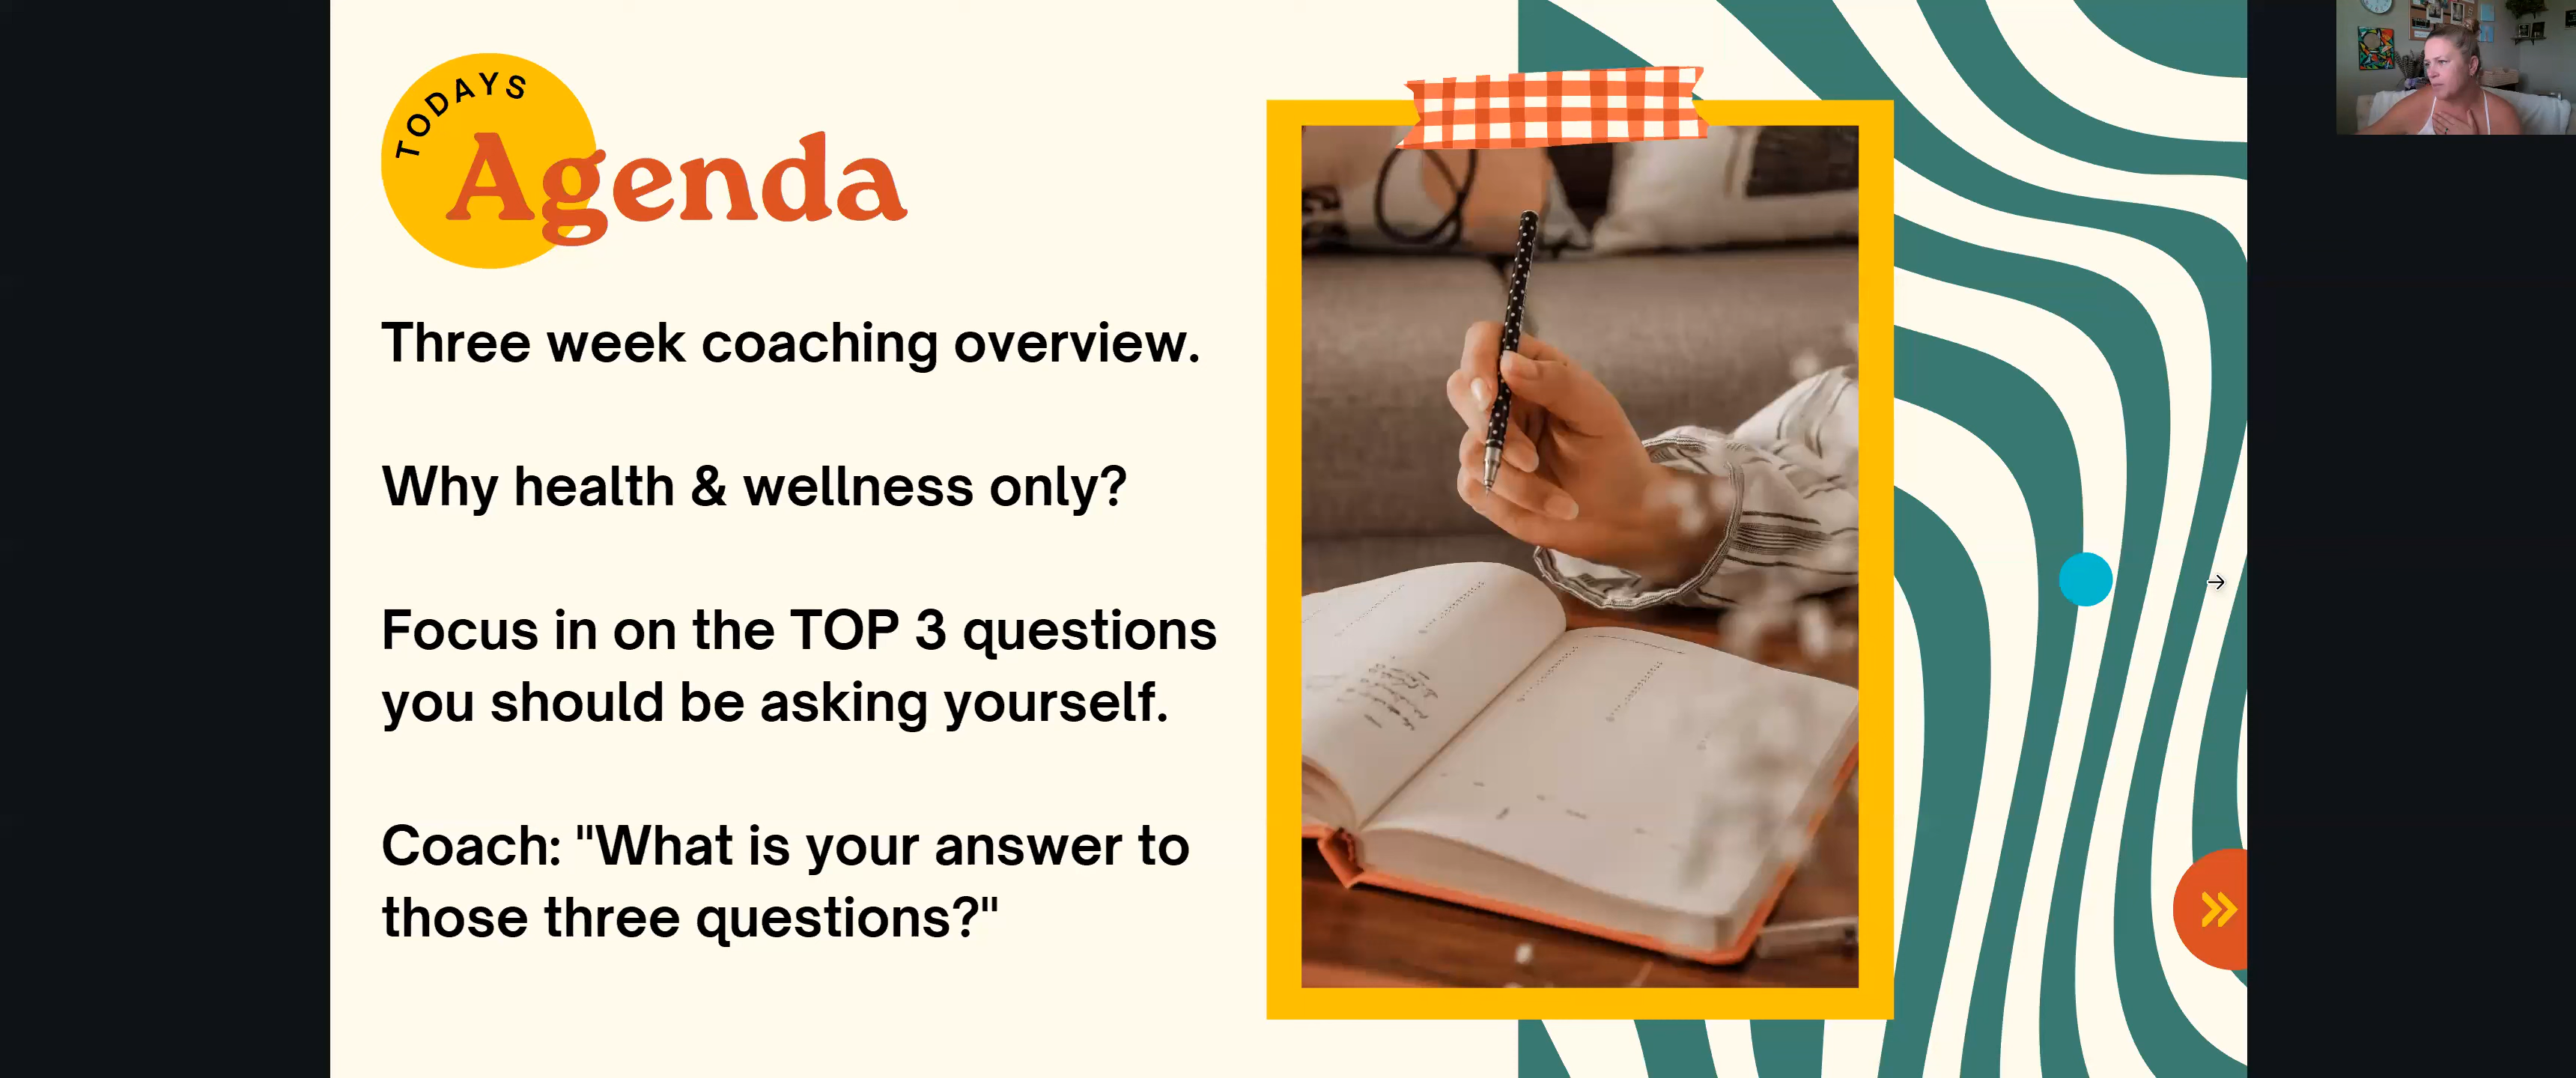 TODAYS
Agenda
Three week coaching overview.
Why health & wellness only?
Focus in on the TOP 3 questions
you should be asking yourself.
Coach: "What is your answer to
those three questions?"